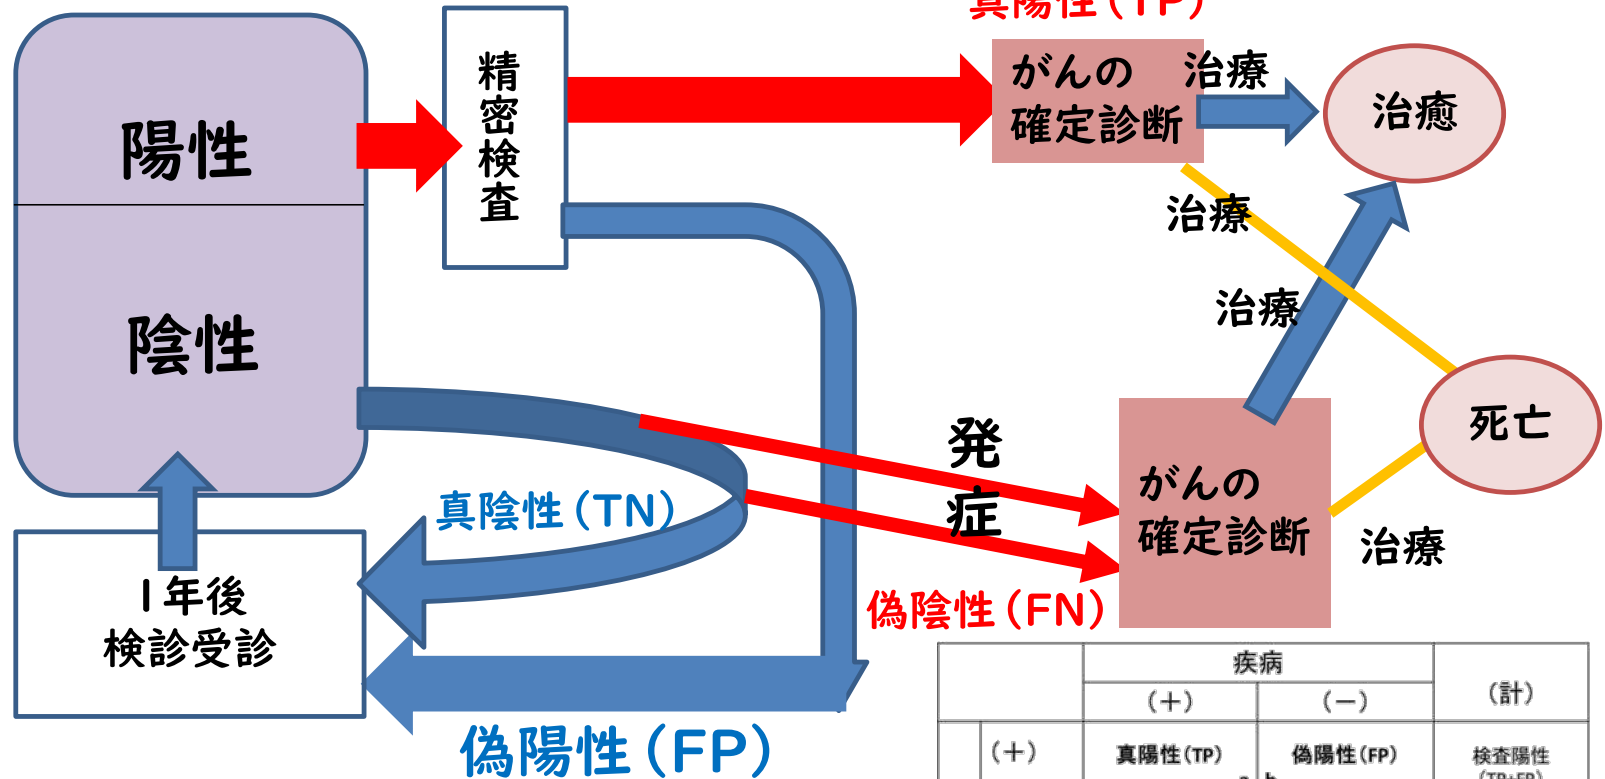 真陽性(TP)
陽性
精密検査
がんの
確定診断
治療
治癒
治療
陰性
治療
死亡
発症
真陰性(TN)
がんの
確定診断
治療
1年後
検診受診
偽陰性(FN)
偽陽性(FP)
疾病
(計)
(+)
(−)
(+)
真陽性(TP)
偽陽性(FP)
検査陽性
(TP+FP)
a
b